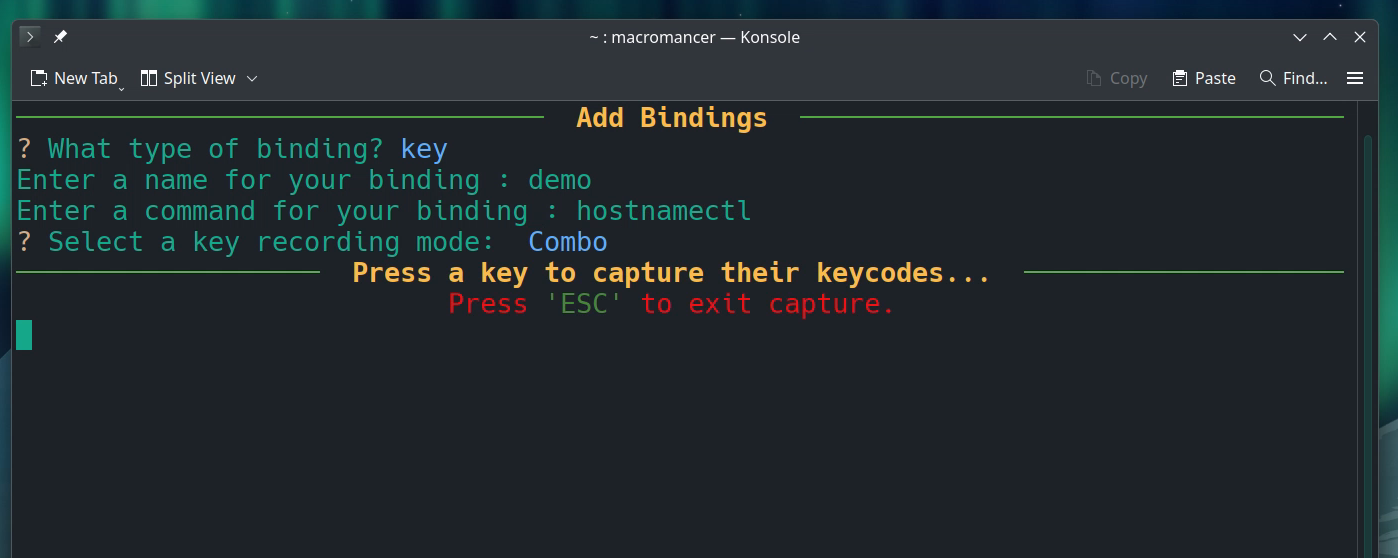 ~ : macromancer — Konsole
New Tab Split View Copy Paste Find...
Add Bindings
? What type of binding? key
Enter a name for your binding : demo
Enter a command for your binding : hostnamectl
? Select a key recording mode:  Combo
Press a key to capture their keycodes...
Press 'ESC' to exit capture.